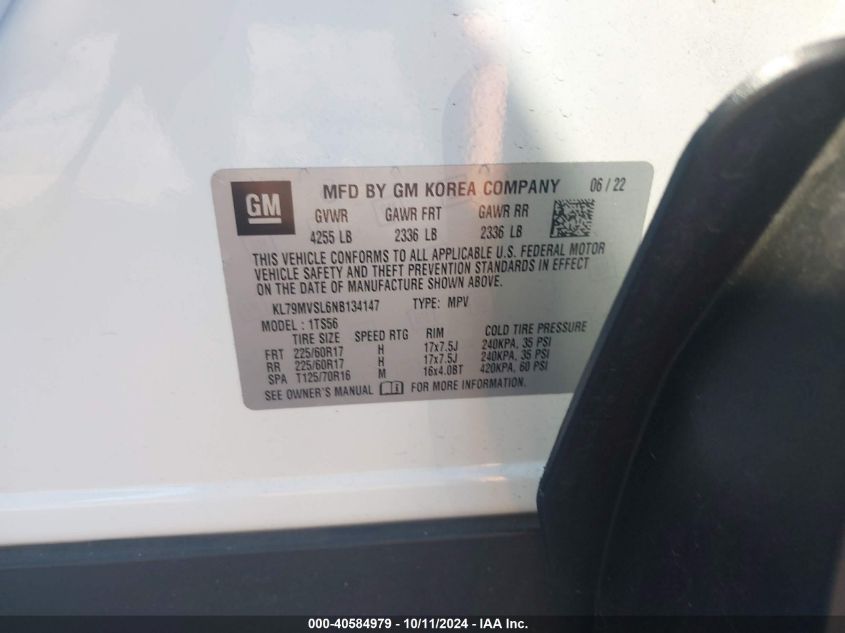 GM
MFD BY GM KOREA COMPANY 06 / 22
GVWR GAWR FRT GAWR RR
4255 LB 2336 LB 2336 LB
THIS VEHICLE CONFORMS TO ALL APPLICABLE U.S. FEDERAL MOTOR
VEHICLE SAFETY AND THEFT PREVENTION STANDARDS IN EFFECT
ON THE DATE OF MANUFACTURE SHOWN ABOVE.
KL79MVSL6NB134147 TYPE: MPV
MODEL : 1TS56
TIRE SIZE SPEED RTG RIM COLD TIRE PRESSURE
FRT 225/60R17 H 17x7.5J 240KPA, 35 PSI
RR 225/60R17 H 17x7.5J 240KPA, 35 PSI
SPA T125/70R16 M 16x4.0BT 420KPA, 60 PSI
SEE OWNER'S MANUAL FOR MORE INFORMATION.
000-40584979 - 10/11/2024 - IAA Inc.